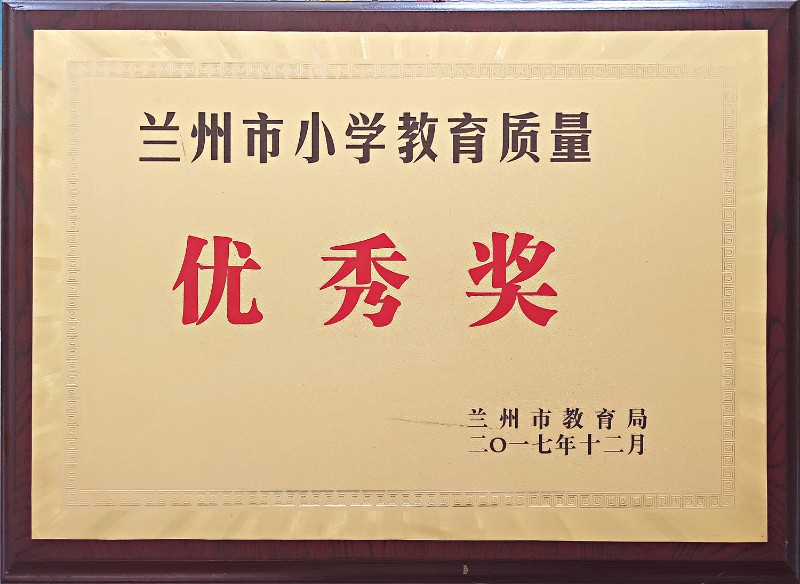 兰州市小学教育质量
优秀奖
兰州市教育局
二〇一七年十二月